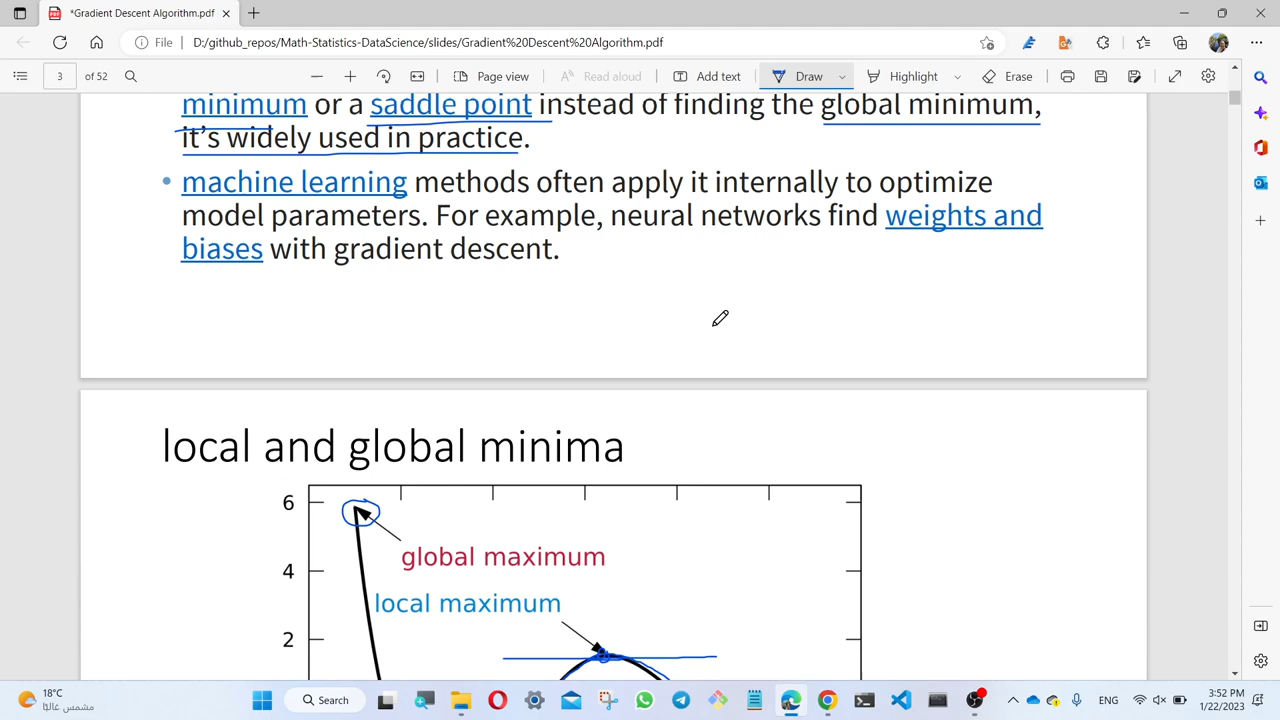 *Gradient Descent Algorithm.pdf
File D:/github_repos/Math-Statistics-DataScience/slides/Gradient%20Descent%20Algorithm.pdf
3 of 52 Page view Read aloud Add text Draw Highlight Erase
minimum or a saddle point instead of finding the global minimum,
it’s widely used in practice.
• machine learning methods often apply it internally to optimize
model parameters. For example, neural networks find weights and
biases with gradient descent.
local and global minima
6
global maximum
4
local maximum
2
18°C
مشمس غالبًا
Search
ENG
3:52 PM
1/22/2023